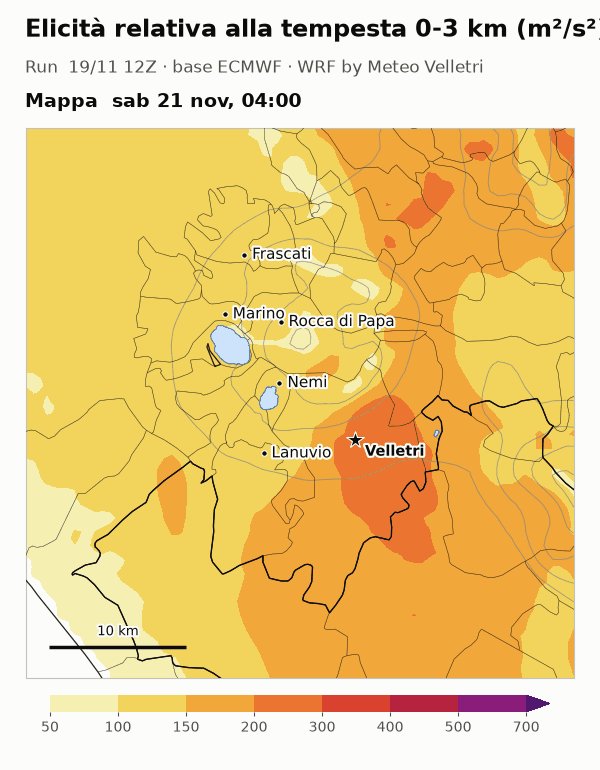 Elicità relativa alla tempesta 0-3 km (m²/s²)
Run 19/11 12Z · base ECMWF · WRF by Meteo Velletri
Mappa sab 21 nov, 04:00
Frascati
Marino
Rocca di Papa
Nemi
Velletri
Lanuvio
10 km
50 100 150 200 300 400 500 700